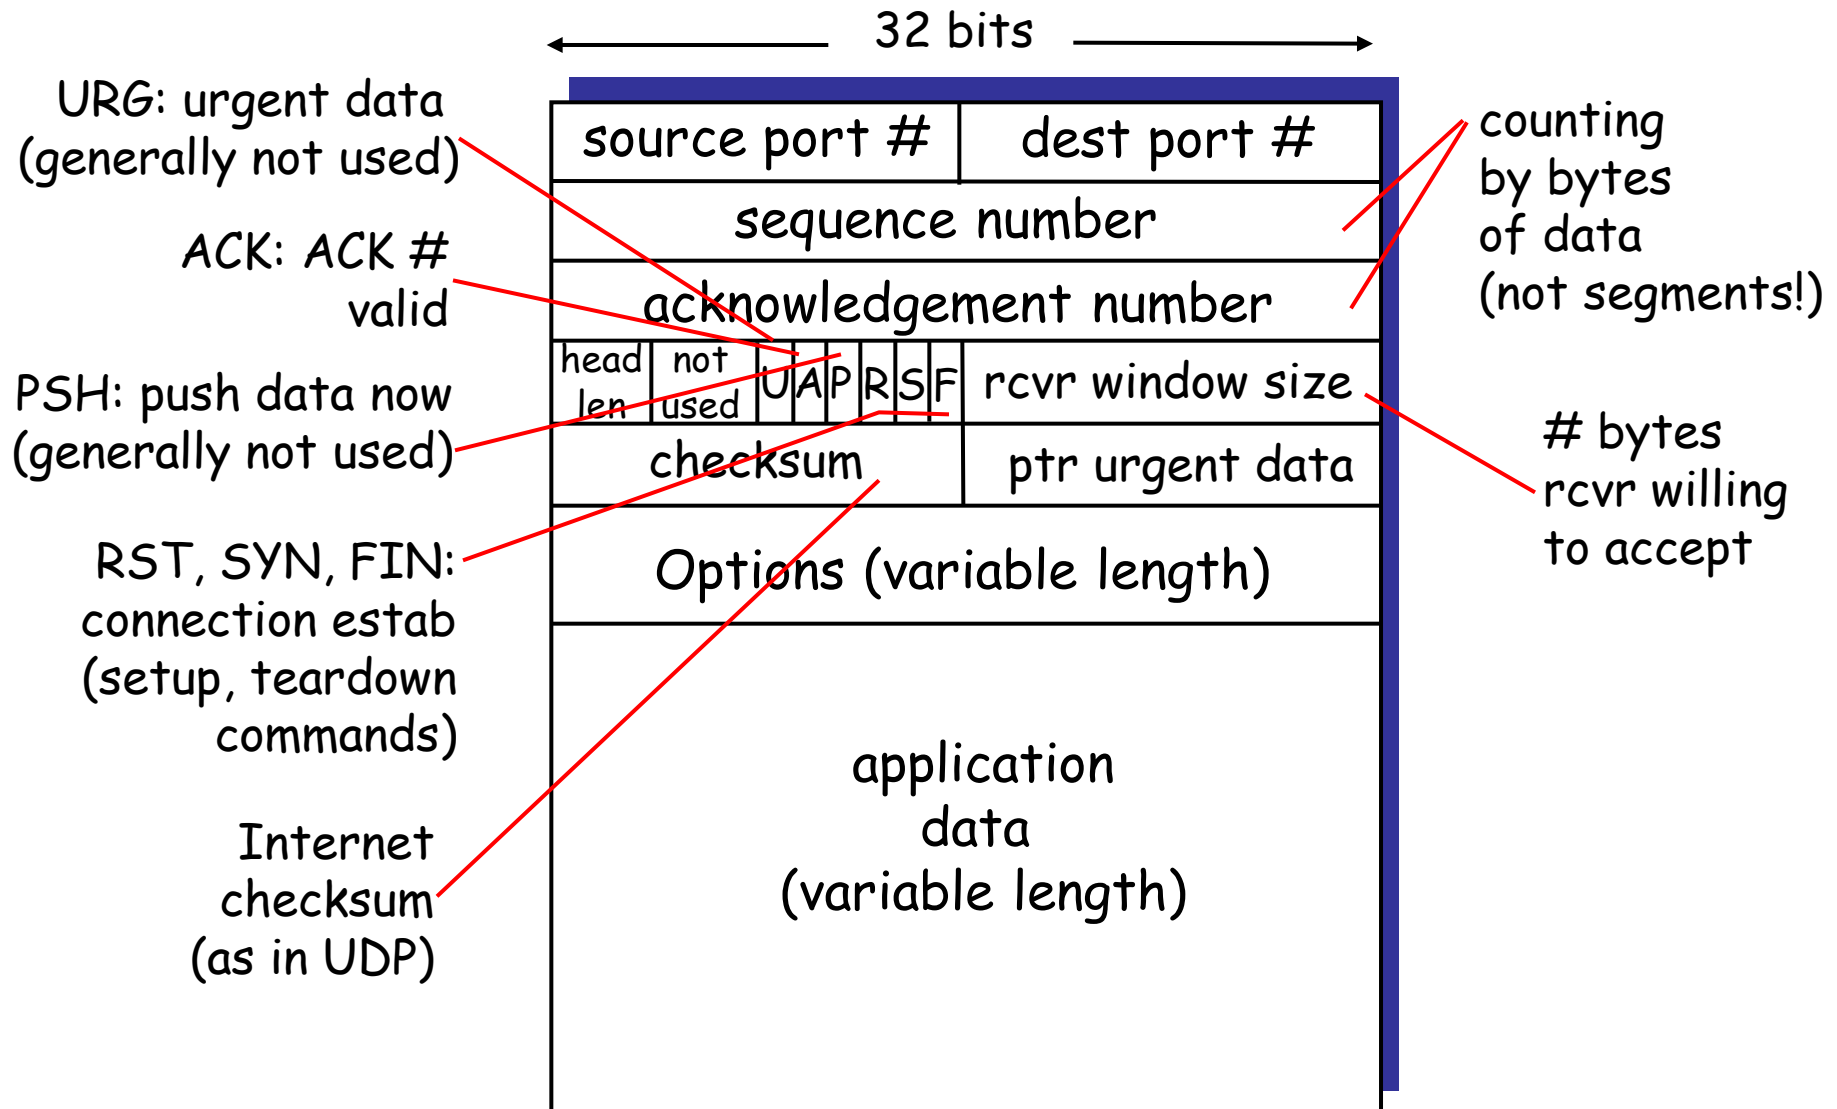 32 bits
URG: urgent data
(generally not used)
ACK: ACK #
valid
PSH: push data now
(generally not used)
RST, SYN, FIN:
connection estab
(setup, teardown
commands)
Internet
checksum
(as in UDP)
source port #
dest port #
sequence number
acknowledgement number
head
len
not
used
U
A
P
R
S
F
rcvr window size
checksum
ptr urgent data
Options (variable length)
application
data
(variable length)
counting
by bytes
of data
(not segments!)
# bytes
rcvr willing
to accept